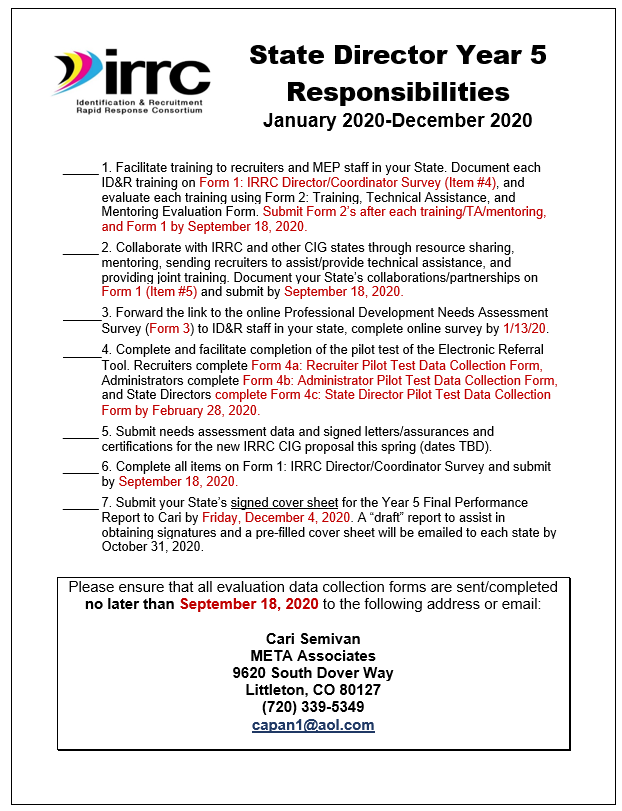 irrc
Identification & Recruitment
Rapid Response Consortium
State Director Year 5
Responsibilities
January 2020-December 2020
_____ 1. Facilitate training to recruiters and MEP staff in your State. Document each
ID&R training on Form 1: IRRC Director/Coordinator Survey (Item #4), and
evaluate each training using Form 2: Training, Technical Assistance, and
Mentoring Evaluation Form. Submit Form 2's after each training/TA/mentoring,
and Form 1 by September 18, 2020.
_____ 2. Collaborate with IRRC and other CIG states through resource sharing,
mentoring, sending recruiters to assist/provide technical assistance, and
providing joint training. Document your State's collaborations/partnerships on
Form 1 (Item #5) and submit by September 18, 2020.
_____3. Forward the link to the online Professional Development Needs Assessment
Survey (Form 3) to ID&R staff in your state, complete online survey by 1/13/20.
_____4. Complete and facilitate completion of the pilot test of the Electronic Referral
Tool. Recruiters complete Form 4a: Recruiter Pilot Test Data Collection Form,
Administrators complete Form 4b: Administrator Pilot Test Data Collection Form,
and State Directors complete Form 4c: State Director Pilot Test Data Collection
Form by February 28, 2020.
_____ 5. Submit needs assessment data and signed letters/assurances and
certifications for the new IRRC CIG proposal this spring (dates TBD).
_____ 6. Complete all items on Form 1: IRRC Director/Coordinator Survey and submit
by September 18, 2020.
_____ 7. Submit your State's signed cover sheet for the Year 5 Final Performance
Report to Cari by Friday, December 4, 2020. A "draft" report to assist in
obtaining signatures and a pre-filled cover sheet will be emailed to each state by
October 31, 2020.
Please ensure that all evaluation data collection forms are sent/completed
no later than September 18, 2020 to the following address or email:
Cari Semivan
META Associates
9620 South Dover Way
Littleton, CO 80127
(720) 339-5349
capan1@aol.com